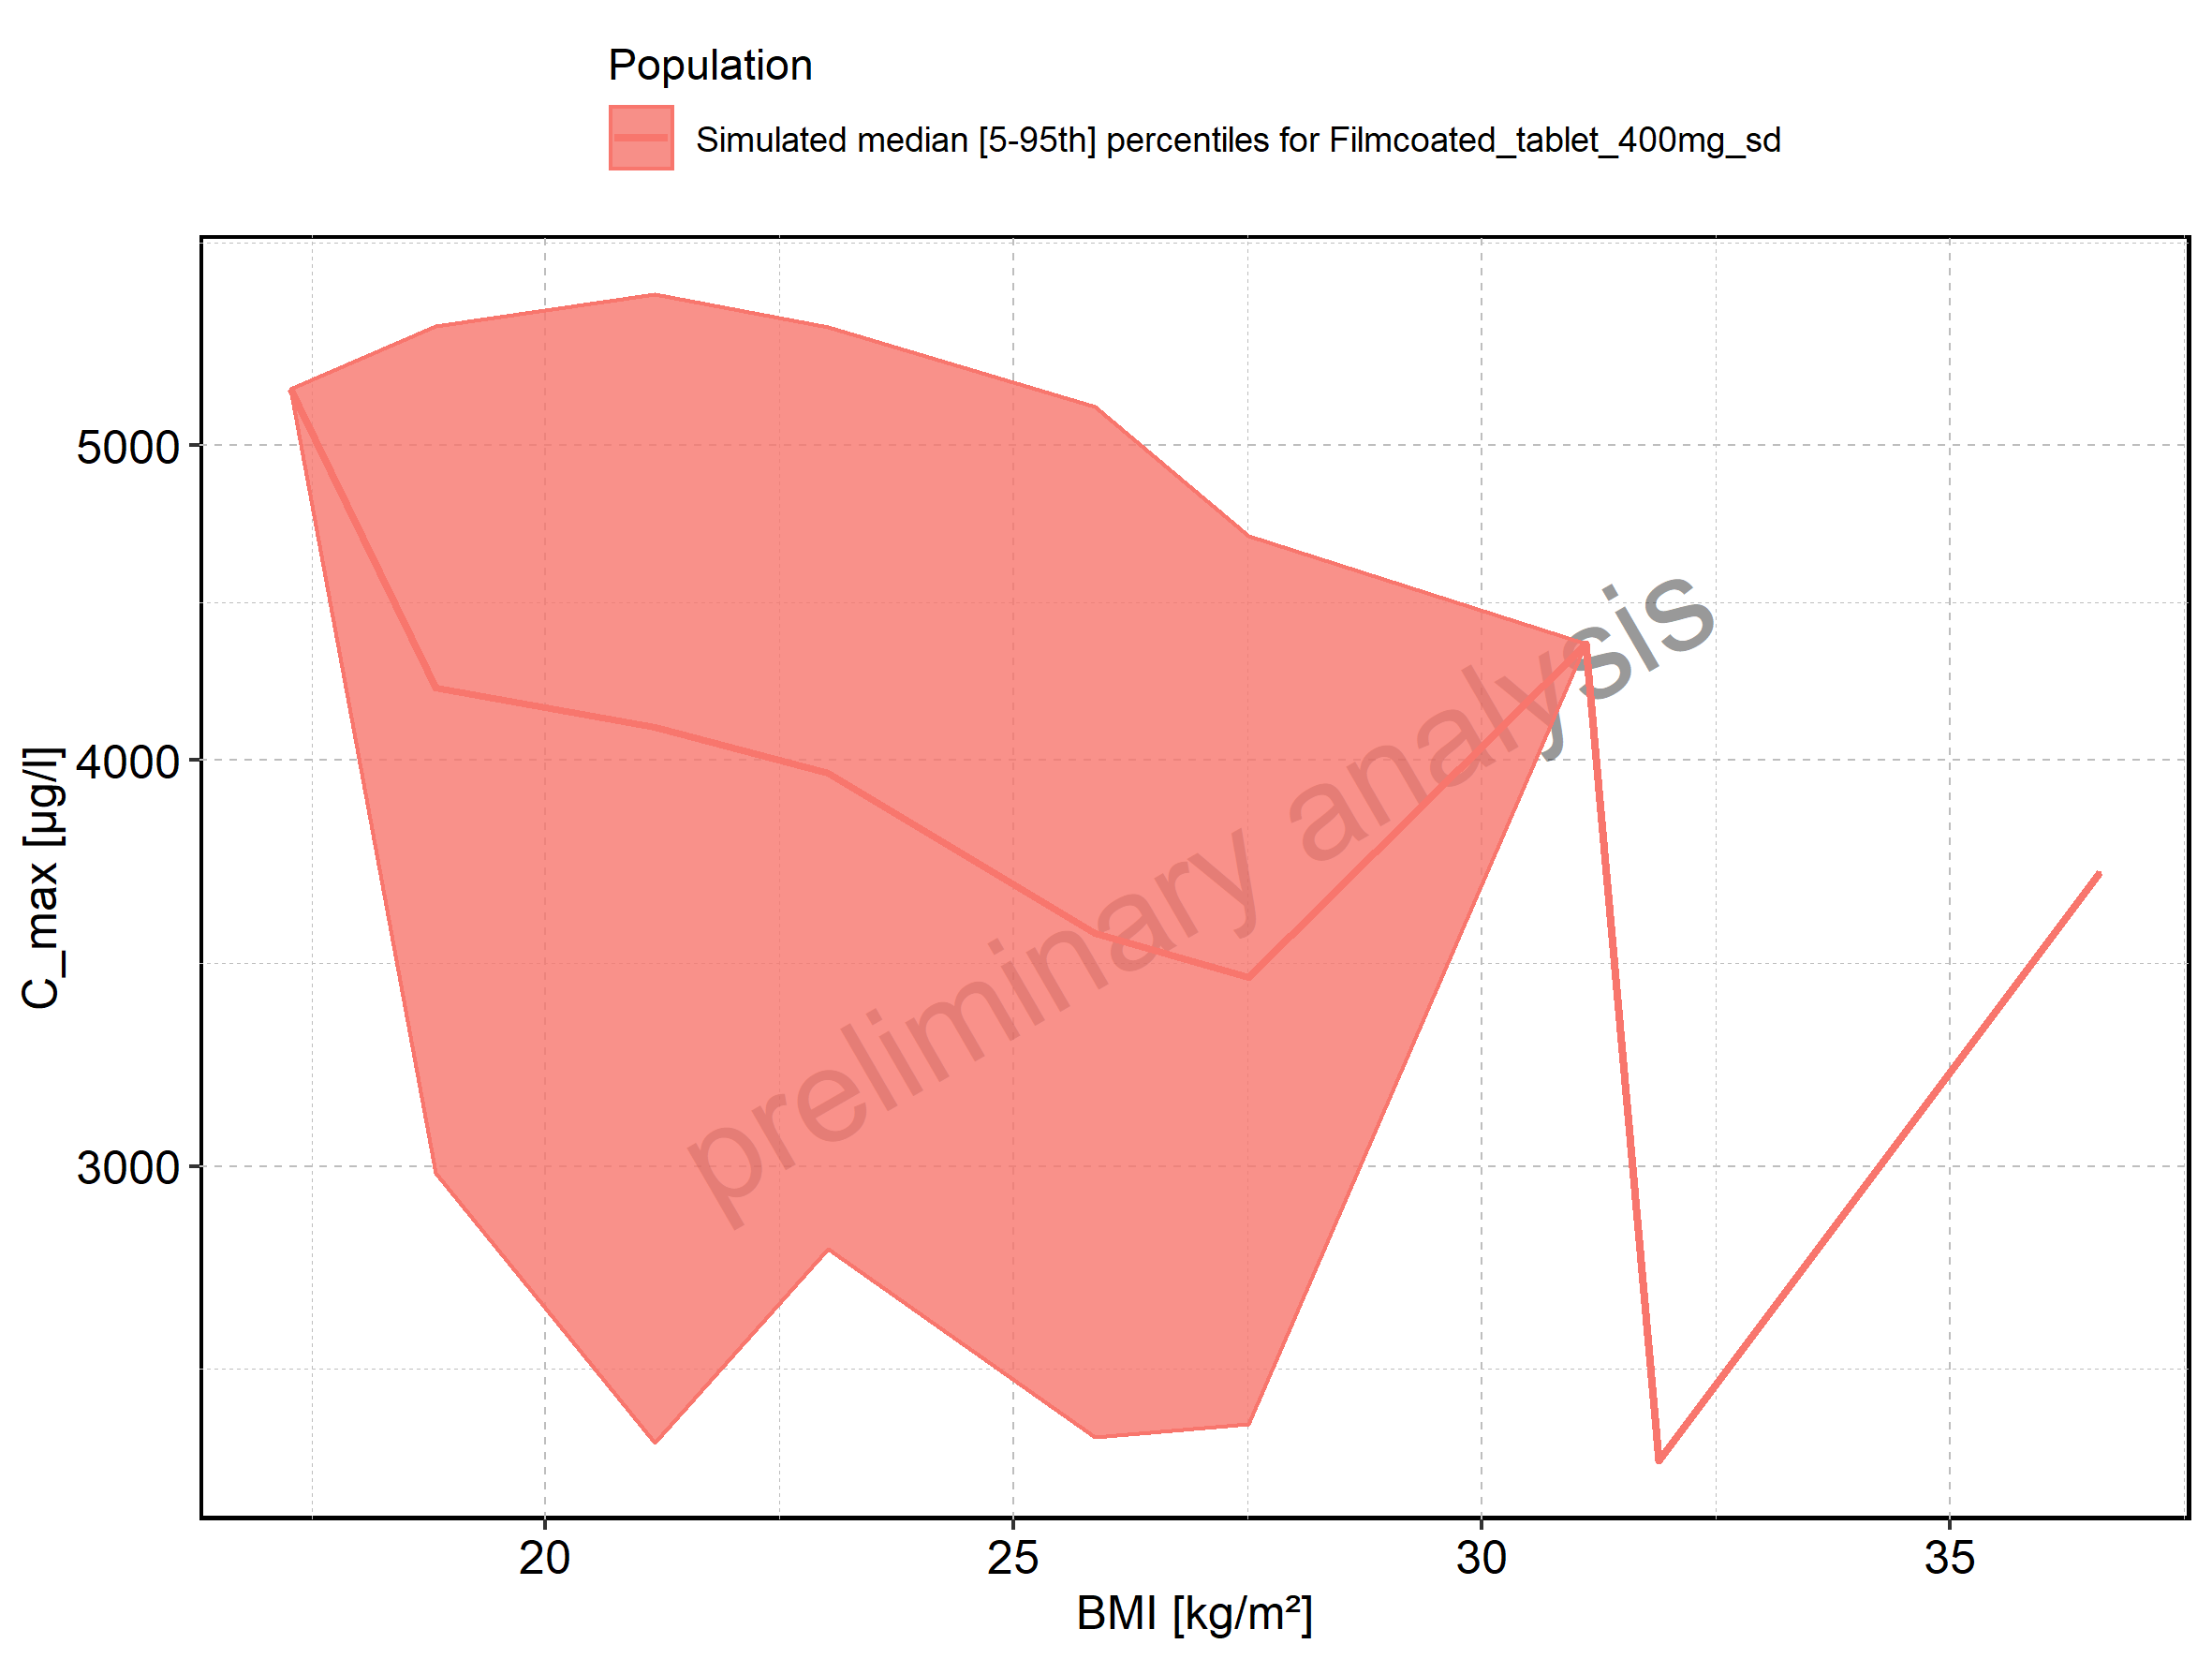 Population
Simulated median [5-95th] percentiles for Filmcoated_tablet_400mg_sd
5000
4000
3000
C_max [µg/l]
preliminary analysis
20 25 30 35
BMI [kg/m²]